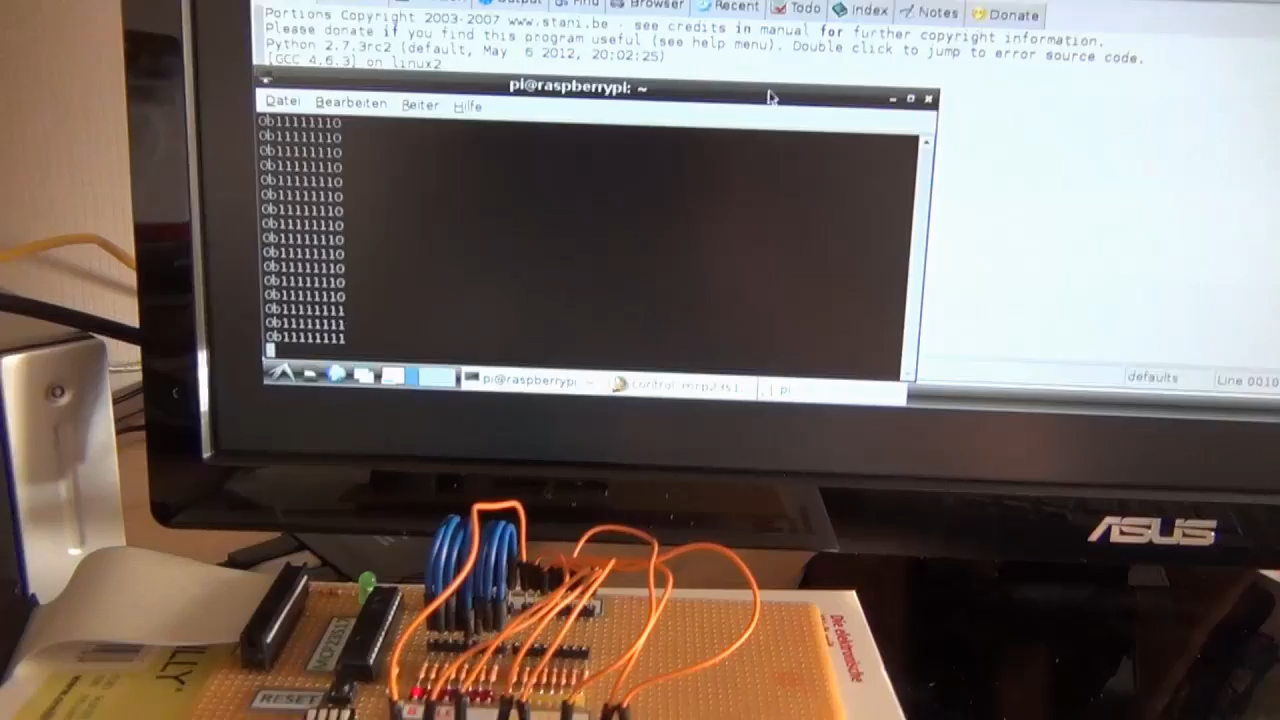 Browser Recent Todo Index Notes Donate
Portions Copyright 2003-2007 www.stani.be - see credits in manual for further copyright information.
Please donate if you find this program useful (see help menu). Double click to jump to error source code.
Python 2.7.3rc2 (default, May  6 2012, 20:02:25)
[GCC 4.6.3] on linux2
pi@raspberrypi: ~
Datei Bearbeiten Reiter Hilfe
0b11111110
0b11111110
0b11111110
0b11111110
0b11111110
0b11111110
0b11111110
0b11111110
0b11111110
0b11111110
0b11111110
0b11111110
0b11111110
0b11111111
0b11111111
0b11111111
pi@raspberrypi: ~
pi
defaults
Line 0010
ASUS
MCP23S17
RESET
Die elektronische